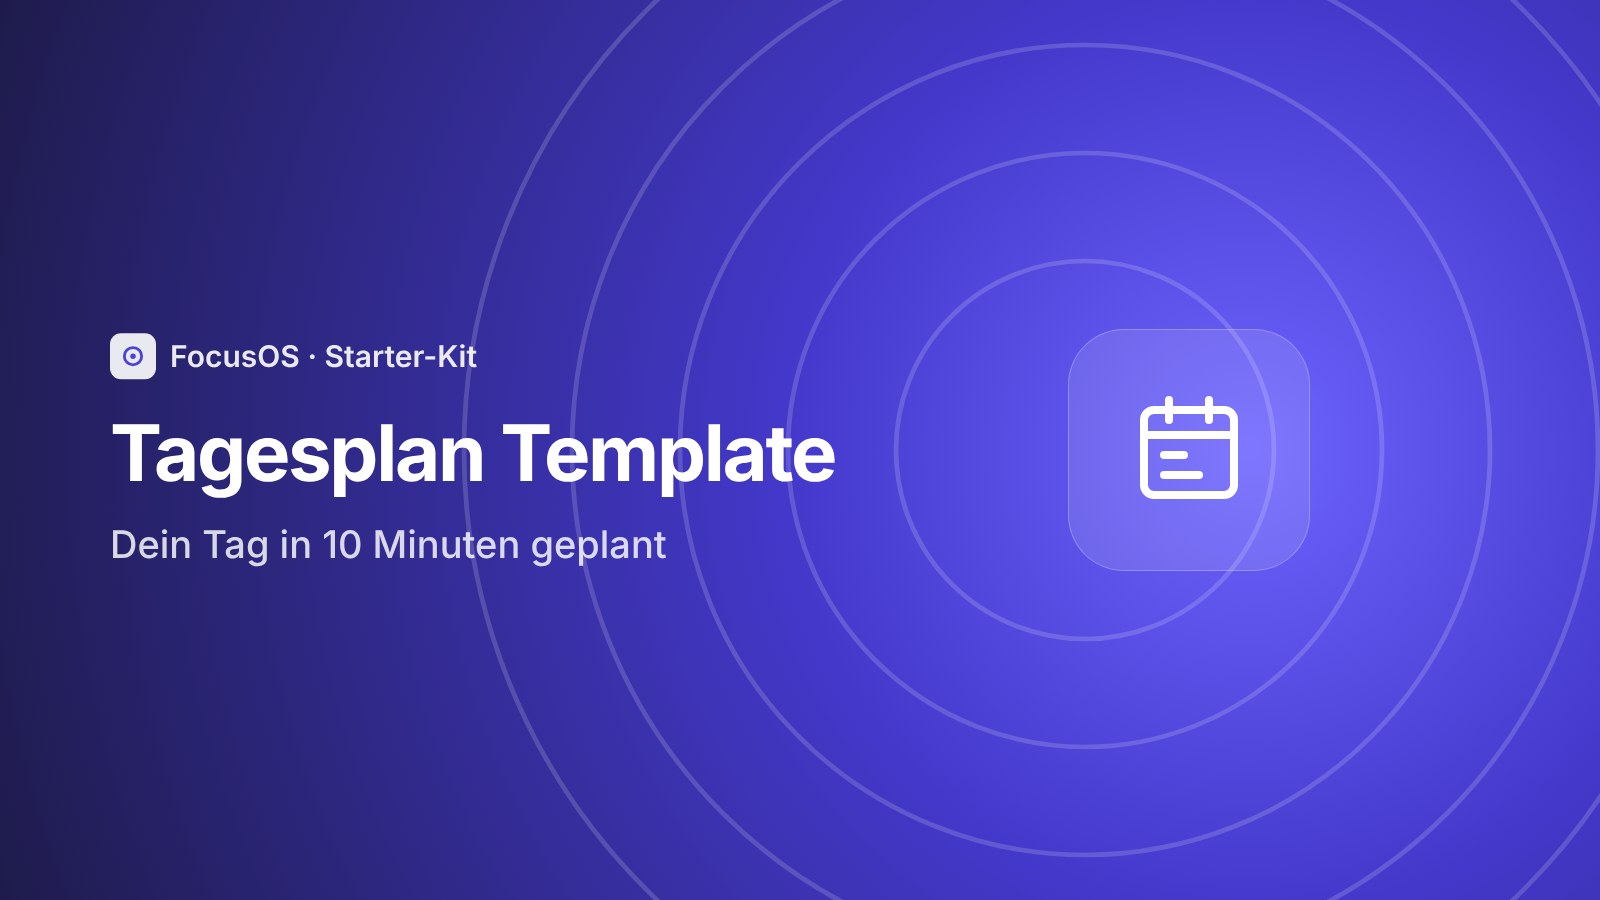 FocusOS · Starter-Kit
Tagesplan Template
Dein Tag in 10 Minuten geplant